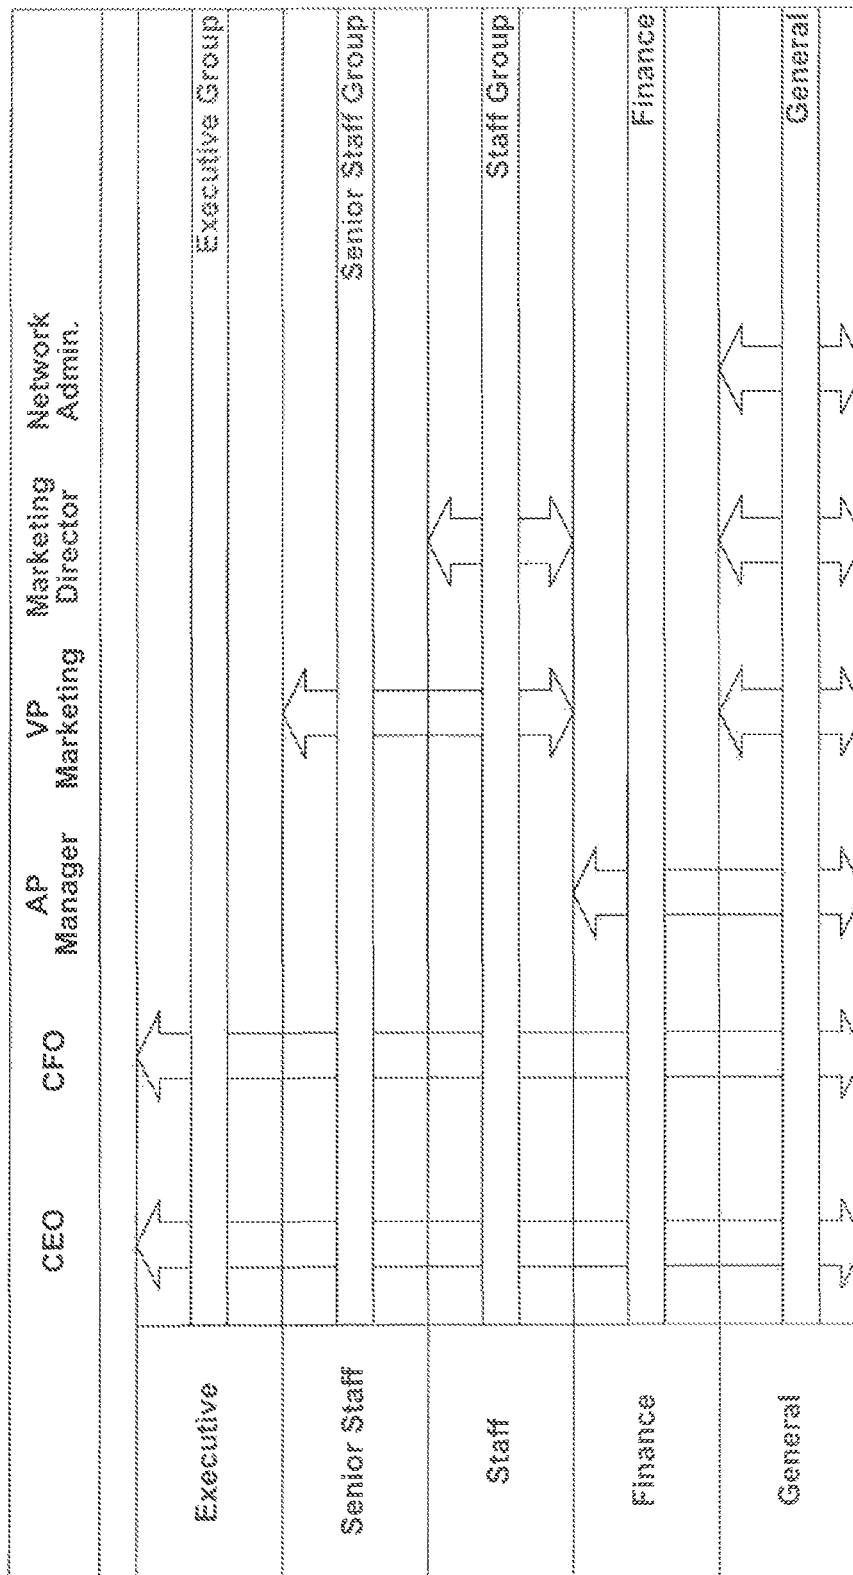 CEO
CFO
AP
Manager
VP
Marketing
Marketing
Director
Network
Admin.
Executive
Executive Group
Senior Staff
Senior Staff Group
Staff
Staff Group
Finance
Finance
General
General